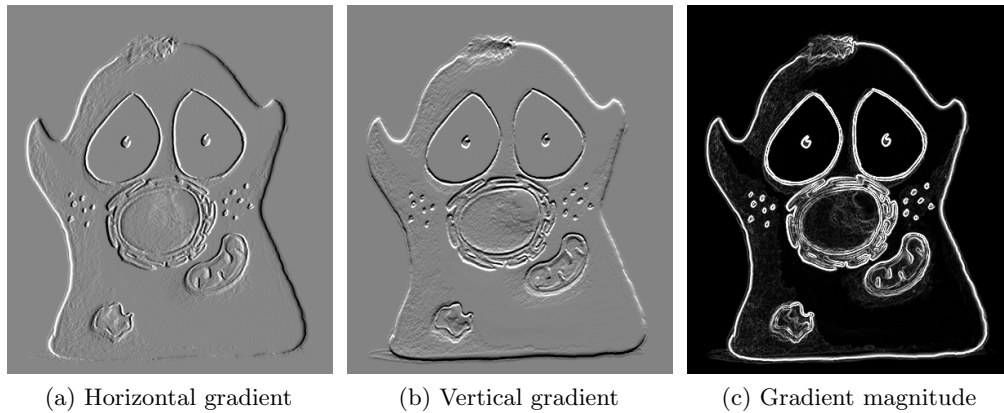 (a) Horizontal gradient
(b) Vertical gradient
(c) Gradient magnitude